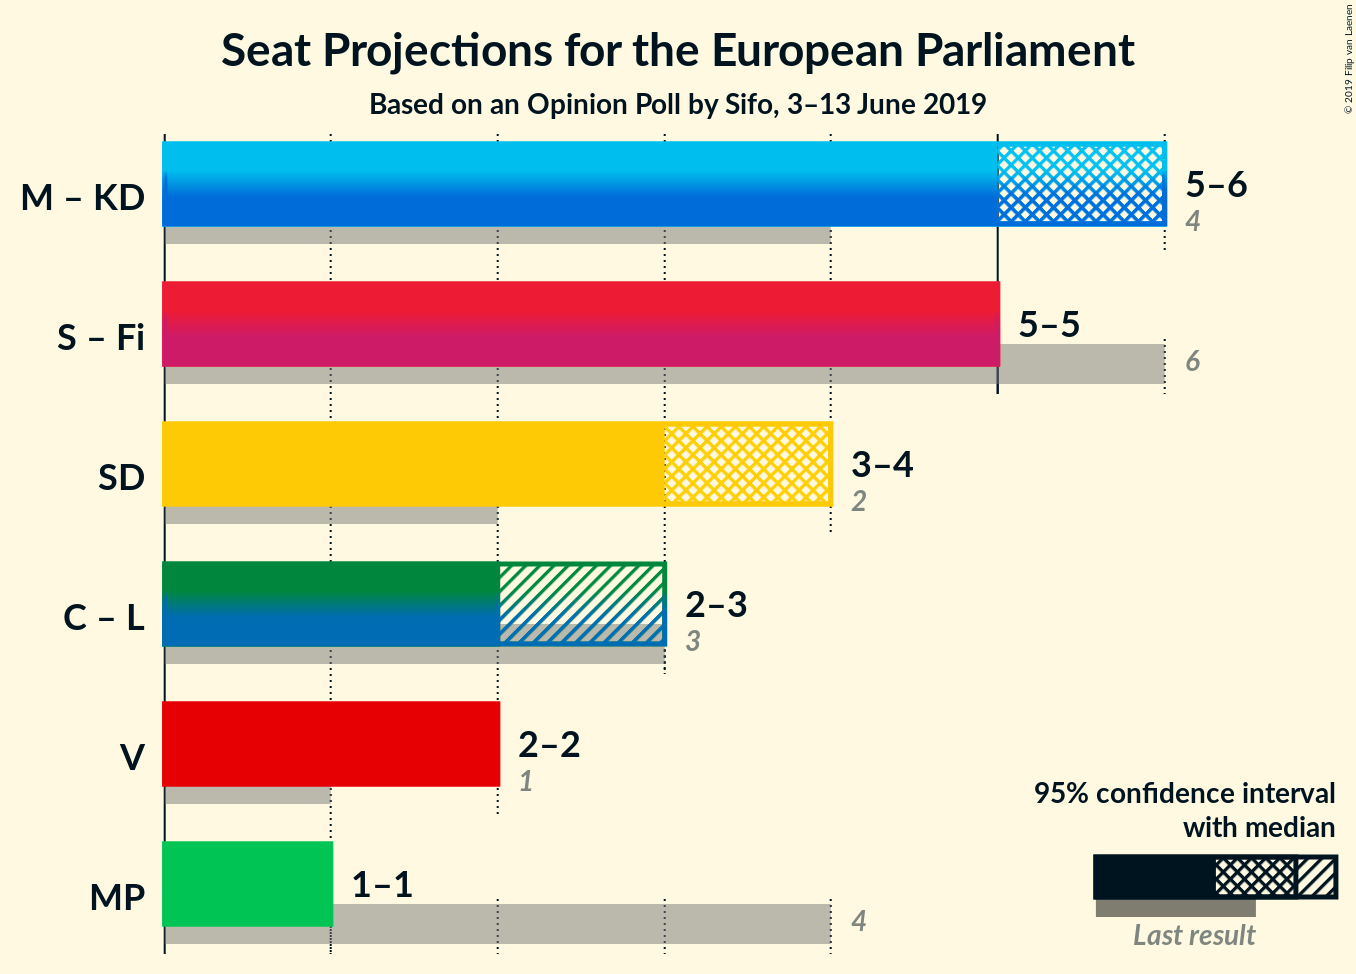 Seat Projections for the European Parliament
Based on an Opinion Poll by Sifo, 3–13 June 2019
© 2019 Filip van Laenen
M – KD
5–6
4
S – Fi
5–5
6
SD
3–4
2
C – L
2–3
3
V
2–2
1
MP
1–1
4
95% confidence interval
with median
Last result